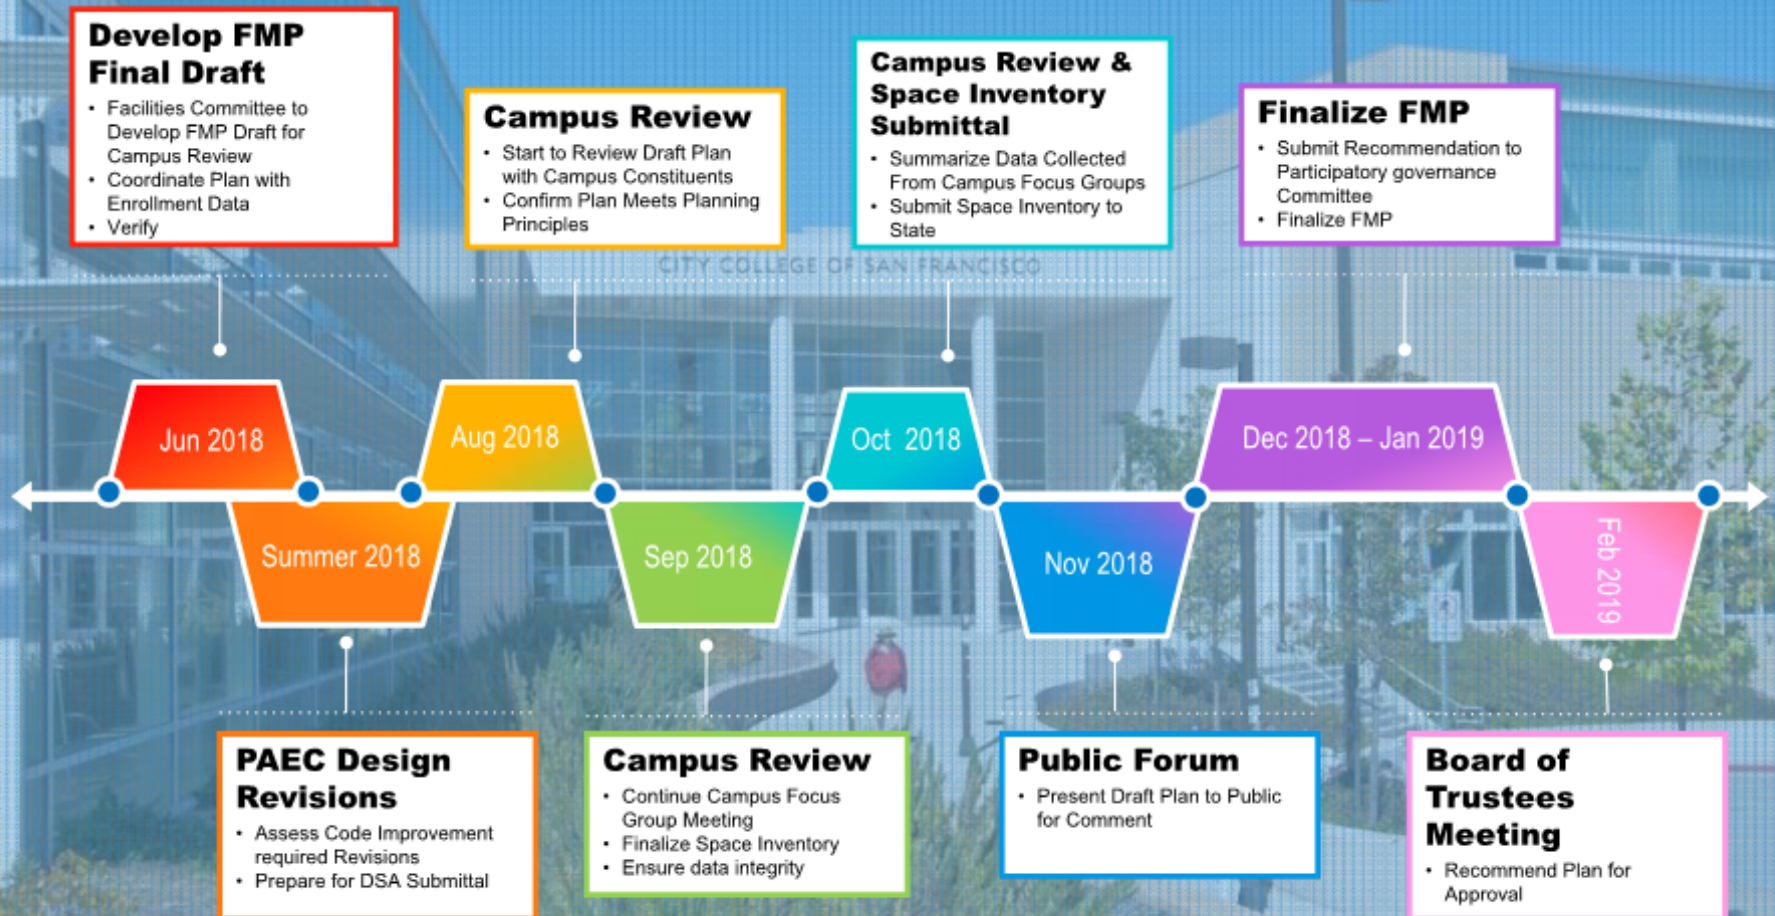 Develop FMP
Final Draft
• Facilities Committee to
Develop FMP Draft for
Campus Review
• Coordinate Plan with
Enrollment Data
• Verify
Campus Review
• Start to Review Draft Plan
with Campus Constituents
• Confirm Plan Meets Planning
Principles
Campus Review &
Space Inventory
Submittal
• Summarize Data Collected
From Campus Focus Groups
• Submit Space Inventory to
State
Finalize FMP
• Submit Recommendation to
Participatory governance
Committee
• Finalize FMP
CITY COLLEGE OF SAN FRANCISCO
Jun 2018
Aug 2018
Oct 2018
Dec 2018 – Jan 2019
Summer 2018
Sep 2018
Nov 2018
Feb 2019
PAEC Design
Revisions
• Assess Code Improvement
required Revisions
• Prepare for DSA Submittal
Campus Review
• Continue Campus Focus
Group Meeting
• Finalize Space Inventory
• Ensure data integrity
Public Forum
• Present Draft Plan to Public
for Comment
Board of
Trustees
Meeting
• Recommend Plan for
Approval